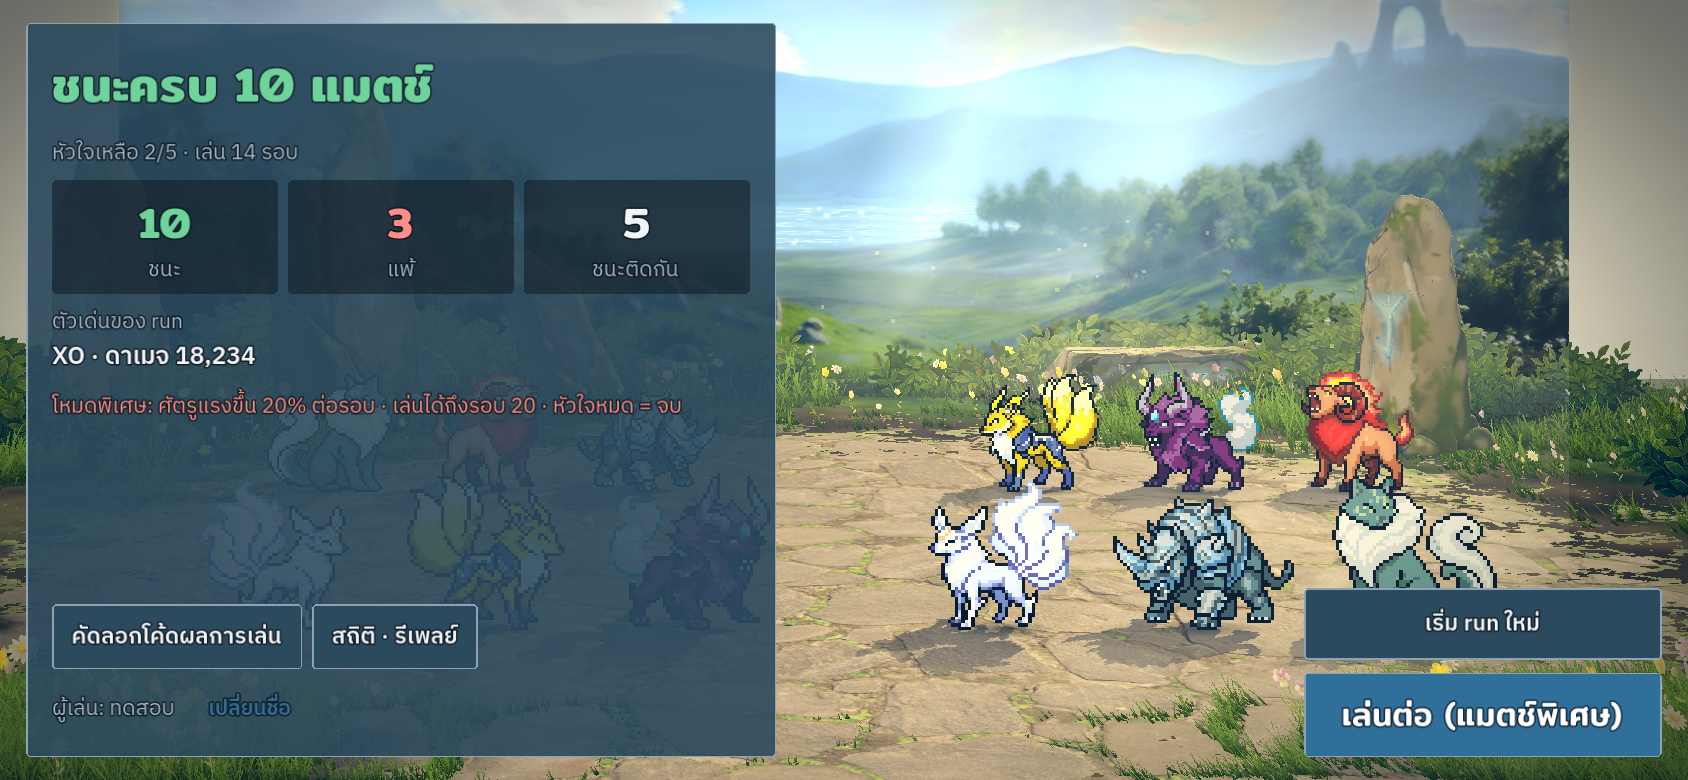 ชนะครบ 10 แมตช์
หัวใจเหลือ 2/5 · เล่น 14 รอบ
10
ชนะ
3
แพ้
5
ชนะติดกัน
ตัวเด่นของ run
XO · ดาเมจ 18,234
โหมดพิเศษ: ศัตรูแรงขึ้น 20% ต่อรอบ · เล่นได้ถึงรอบ 20 · หัวใจหมด = จบ
คัดลอกโค้ดผลการเล่น
สถิติ · รีเพลย์
ผู้เล่น: ทดสอบ
เปลี่ยนชื่อ
เริ่ม run ใหม่
เล่นต่อ (แมตช์พิเศษ)